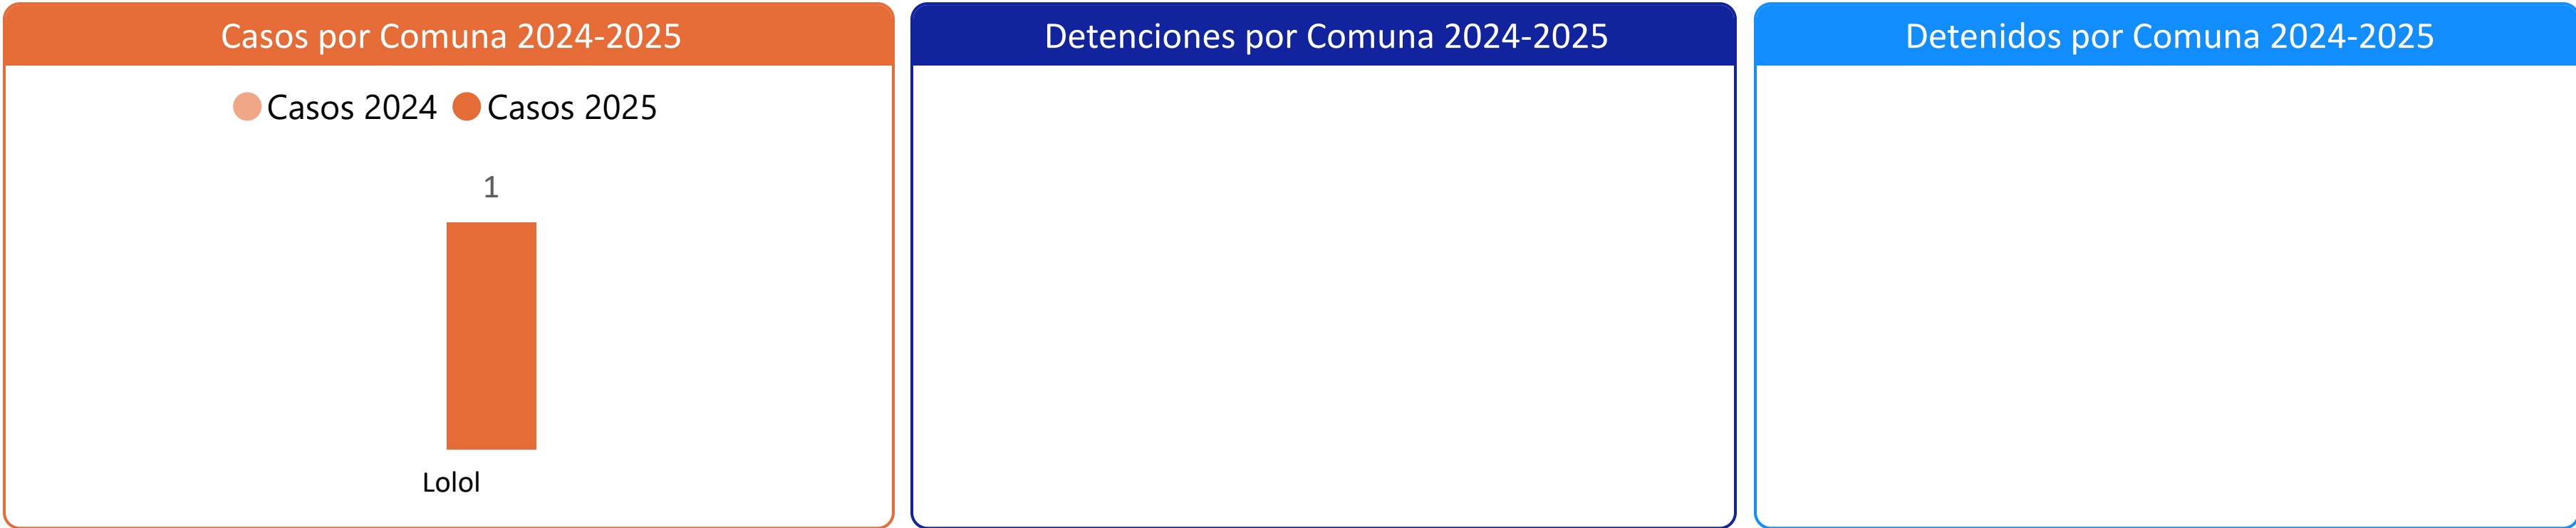 Casos por Comuna 2024-2025
Casos 2024 Casos 2025
1
Lolol
Detenciones por Comuna 2024-2025
Detenidos por Comuna 2024-2025